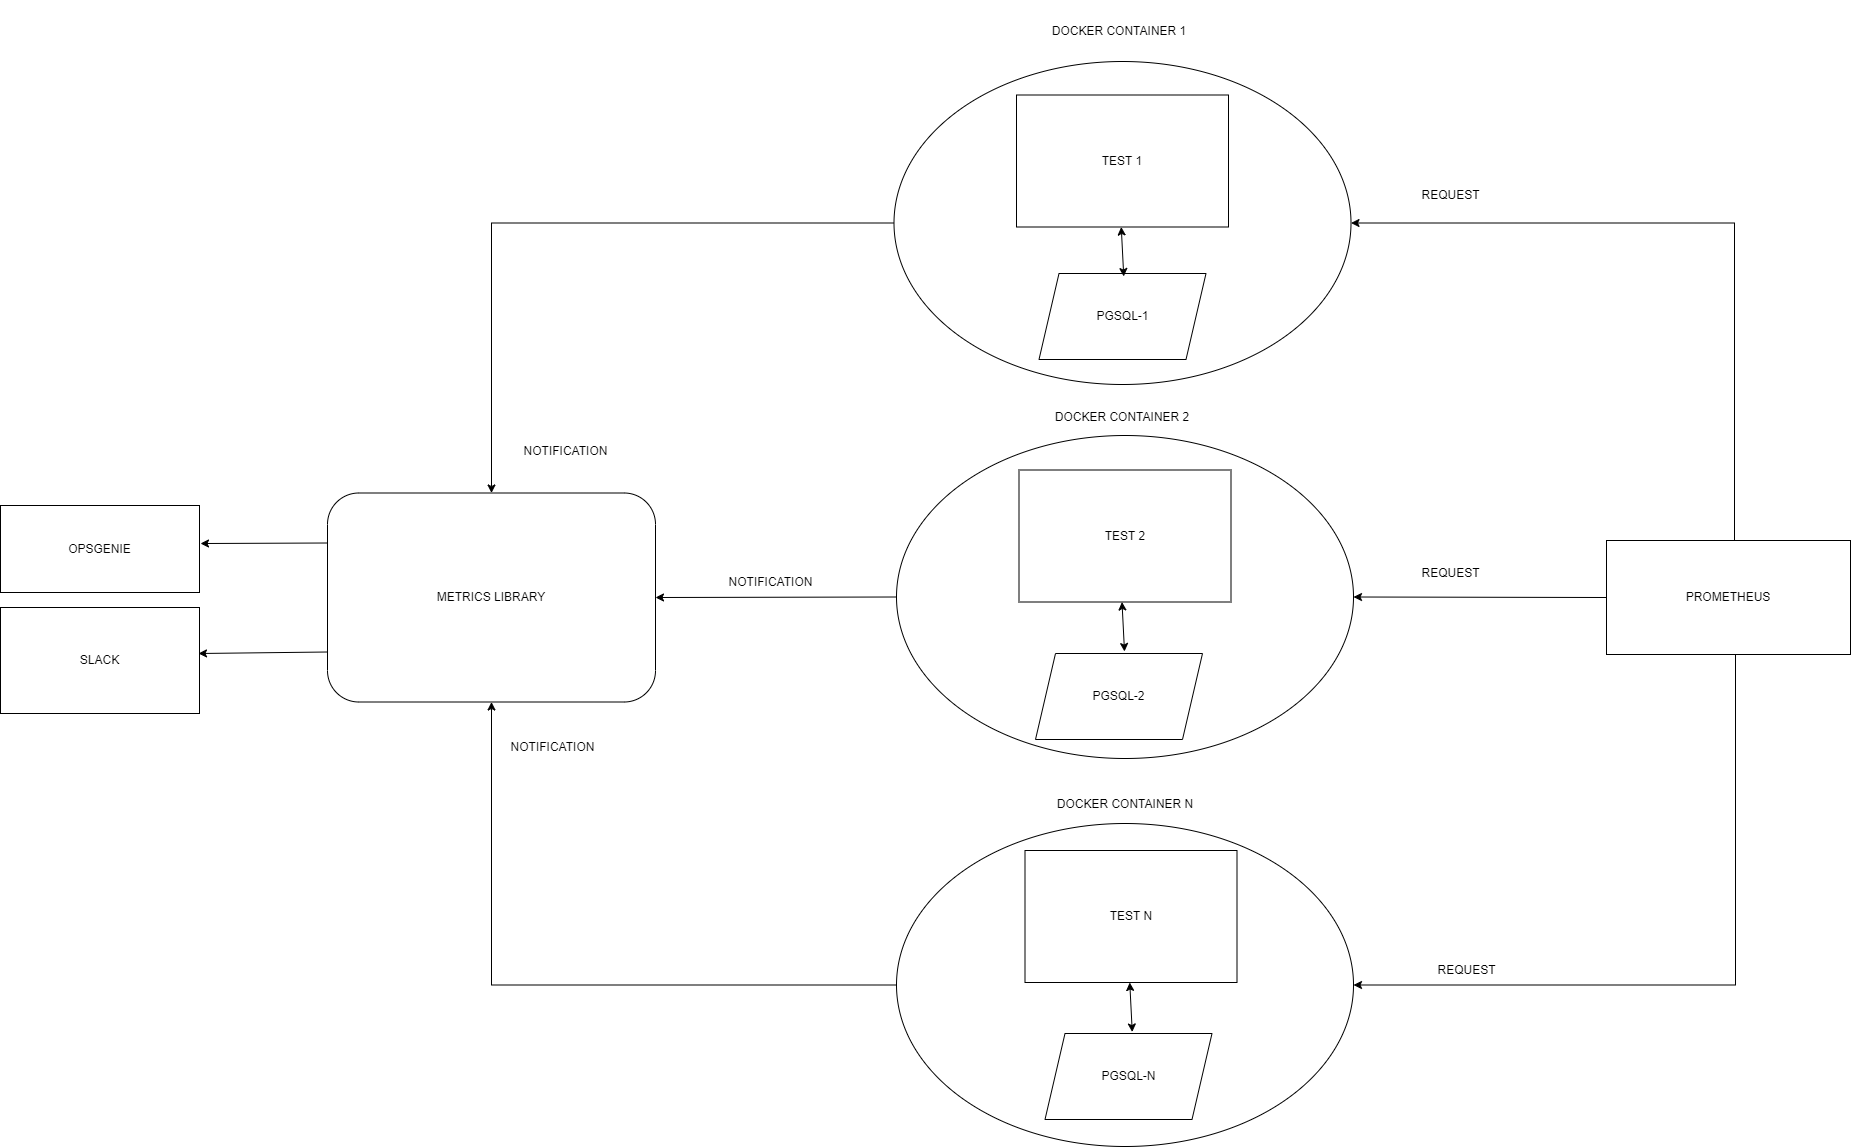 DOCKER CONTAINER 1
TEST 1
REQUEST
PGSQL-1
DOCKER CONTAINER 2
NOTIFICATION
TEST 2
OPSGENIE
REQUEST
NOTIFICATION
METRICS LIBRARY
PROMETHEUS
SLACK
PGSQL-2
NOTIFICATION
DOCKER CONTAINER N
TEST N
REQUEST
PGSQL-N